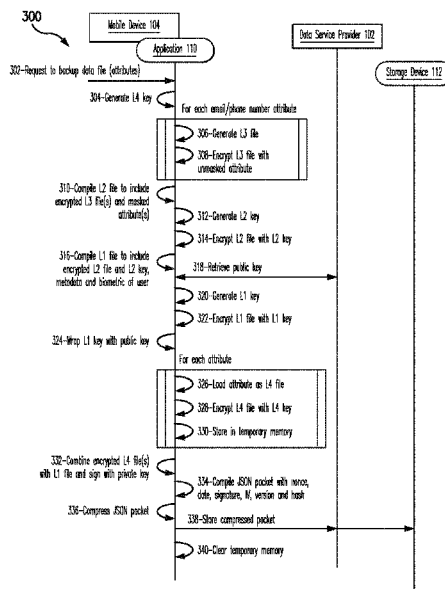 300
Mobile Device 104
Application 110
Data Service Provider 102
Storage Device 112
302-Request to backup data file (attributes)
304-Generate L4 key
For each email/phone number attribute
306-Generate L3 file
308-Encrypt L3 file with
unmasked attribute
310-Compile L2 file to include
encrypted L3 file(s) and masked
attribute(s)
312-Generate L2 key
314-Encrypt L2 file with L2 key
316-Compile L1 file to include
encrypted L2 file and L2 key,
metadata and biometric of user
318-Retrieve public key
320-Generate L1 key
322-Encrypt L1 file with L1 key
324-Wrap L1 key with public key
For each attribute
326-Load attribute as L4 file
328-Encrypt L4 file with L4 key
330-Store in temporary memory
332-Combine encrypted L4 file(s)
with L1 file and sign with private key
334-Compile JSON packet with nonce,
date, signature, IV, version and hash
336-Compress JSON packet
338-Store compressed packet
340-Clear temporary memory